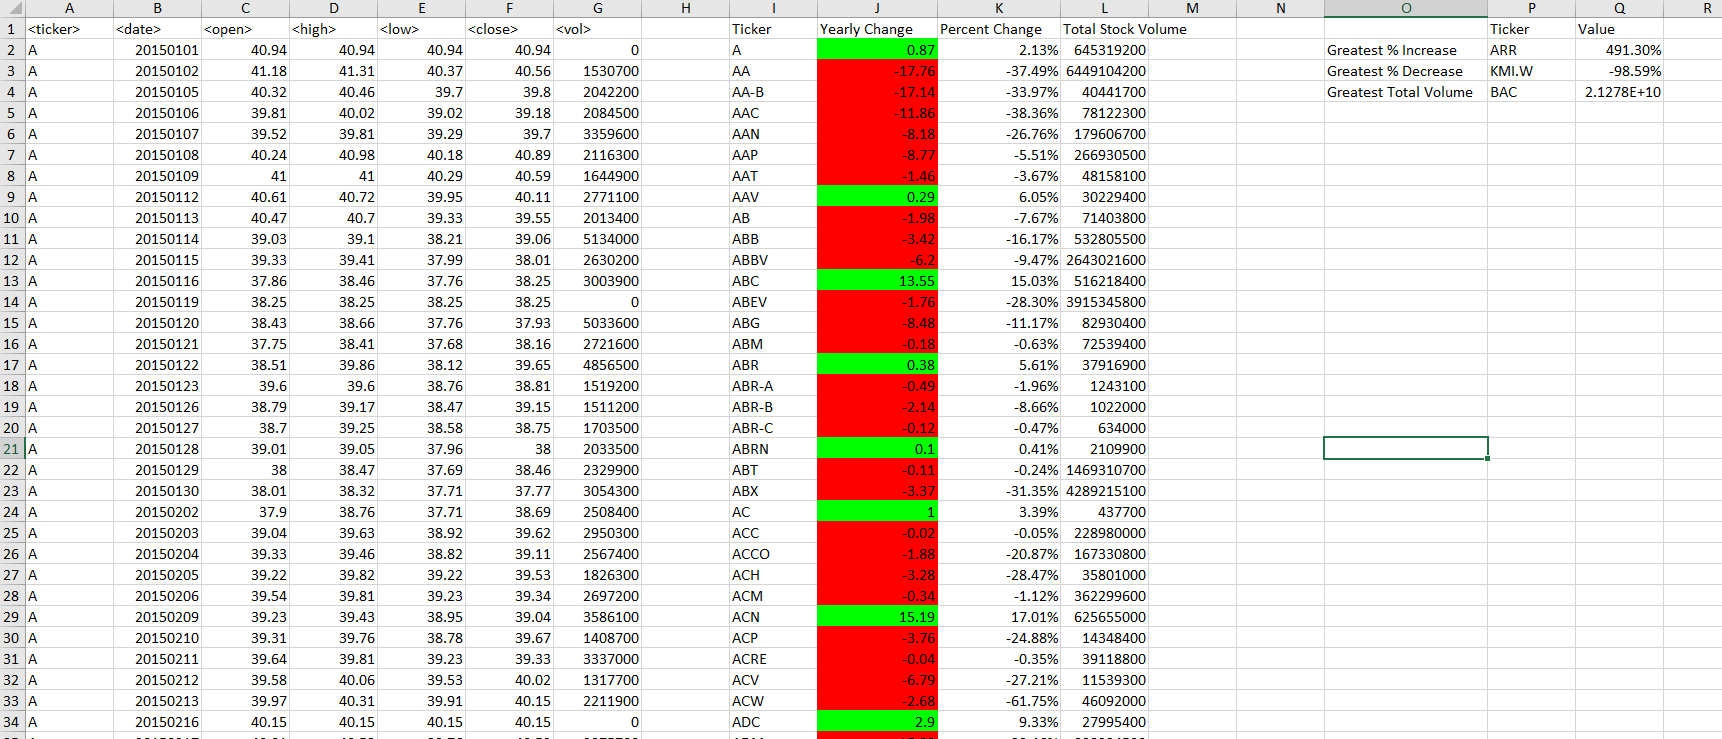 A B C D E F G H I J K L M N O P Q R
1 <ticker> <date> <open> <high> <low> <close> <vol> Ticker Yearly Change Percent Change Total Stock Volume Ticker Value
2 A 20150101 40.94 40.94 40.94 40.94 0 A 0.87 2.13% 645319200 Greatest % Increase ARR 491.30%
3 A 20150102 41.18 41.31 40.37 40.56 1530700 AA -17.76 -37.49% 6449104200 Greatest % Decrease KMI.W -98.59%
4 A 20150105 40.32 40.46 39.7 39.8 2042200 AA-B -17.14 -33.97% 40441700 Greatest Total Volume BAC 2.1278E+10
5 A 20150106 39.81 40.02 39.02 39.18 2084500 AAC -11.86 -38.36% 78122300
6 A 20150107 39.52 39.81 39.29 39.7 3359600 AAN -8.18 -26.76% 179606700
7 A 20150108 40.24 40.98 40.18 40.89 2116300 AAP -8.77 -5.51% 266930500
8 A 20150109 41 41 40.29 40.59 1644900 AAT -1.46 -3.67% 48158100
9 A 20150112 40.61 40.72 39.95 40.11 2771100 AAV 0.29 6.05% 30229400
10 A 20150113 40.47 40.7 39.33 39.55 2013400 AB -1.98 -7.67% 71403800
11 A 20150114 39.03 39.1 38.21 39.06 5134000 ABB -3.42 -16.17% 532805500
12 A 20150115 39.33 39.41 37.99 38.01 2630200 ABBV -6.2 -9.47% 2643021600
13 A 20150116 37.86 38.46 37.76 38.25 3003900 ABC 13.55 15.03% 516218400
14 A 20150119 38.25 38.25 38.25 38.25 0 ABEV -1.76 -28.30% 3915345800
15 A 20150120 38.43 38.66 37.76 37.93 5033600 ABG -8.48 -11.17% 82930400
16 A 20150121 37.75 38.41 37.68 38.16 2721600 ABM -0.18 -0.63% 72539400
17 A 20150122 38.51 39.86 38.12 39.65 4856500 ABR 0.38 5.61% 37916900
18 A 20150123 39.6 39.6 38.76 38.81 1519200 ABR-A -0.49 -1.96% 1243100
19 A 20150126 38.79 39.17 38.47 39.15 1511200 ABR-B -2.14 -8.66% 1022000
20 A 20150127 38.7 39.25 38.58 38.75 1703500 ABR-C -0.12 -0.47% 634000
21 A 20150128 39.01 39.05 37.96 38 2033500 ABRN 0.1 0.41% 2109900
22 A 20150129 38 38.47 37.69 38.46 2329900 ABT -0.11 -0.24% 1469310700
23 A 20150130 38.01 38.32 37.71 37.77 3054300 ABX -3.37 -31.35% 4289215100
24 A 20150202 37.9 38.76 37.71 38.69 2508400 AC 1 3.39% 437700
25 A 20150203 39.04 39.63 38.92 39.62 2950300 ACC -0.02 -0.05% 228980000
26 A 20150204 39.33 39.46 38.82 39.11 2567400 ACCO -1.88 -20.87% 167330800
27 A 20150205 39.22 39.82 39.22 39.53 1826300 ACH -3.28 -28.47% 35801000
28 A 20150206 39.54 39.81 39.23 39.34 2697200 ACM -0.34 -1.12% 362299600
29 A 20150209 39.23 39.43 38.95 39.04 3586100 ACN 15.19 17.01% 625655000
30 A 20150210 39.31 39.76 38.78 39.67 1408700 ACP -3.76 -24.88% 14348400
31 A 20150211 39.64 39.81 39.23 39.33 3337000 ACRE -0.04 -0.35% 39118800
32 A 20150212 39.58 40.06 39.53 40.02 1317700 ACV -6.79 -27.21% 11539300
33 A 20150213 39.97 40.31 39.91 40.15 2211900 ACW -2.68 -61.75% 46092000
34 A 20150216 40.15 40.15 40.15 40.15 0 ADC 2.9 9.33% 27995400